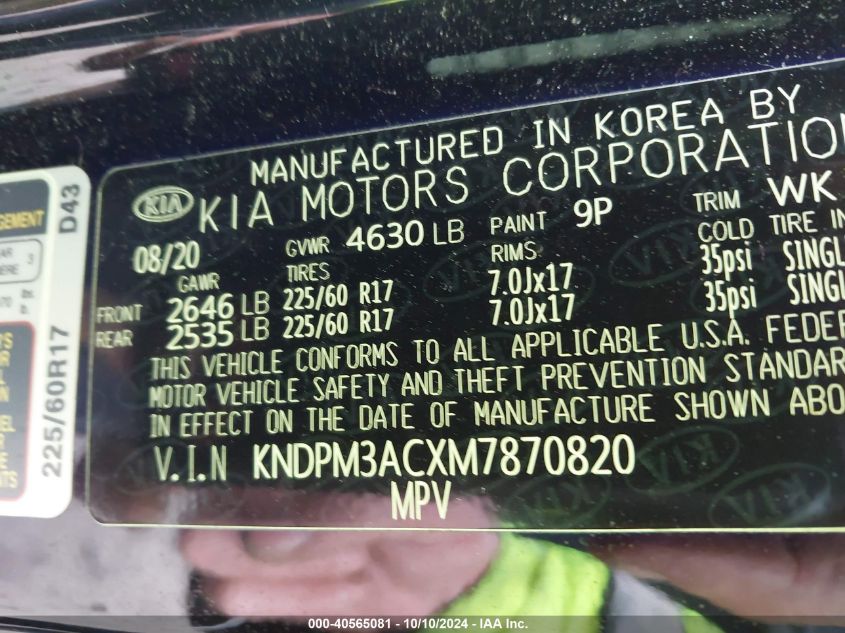 MANUFACTURED IN KOREA BY
KIA KIA MOTORS CORPORATION
08/20 GVWR 4630 LB PAINT 9P TRIM WK
GAWR TIRES RIMS COLD TIRE IN
FRONT 2646 LB 225/60 R17 7.0Jx17 35psi SINGL
REAR 2535 LB 225/60 R17 7.0Jx17 35psi SINGL
THIS VEHICLE CONFORMS TO ALL APPLICABLE U.S.A. FEDER
MOTOR VEHICLE SAFETY AND THEFT PREVENTION STANDAR
IN EFFECT ON THE DATE OF MANUFACTURE SHOWN ABO
V.I.N KNDPM3ACXM7870820
MPV
D43
225/60R17
000-40565081 - 10/10/2024 - IAA Inc.